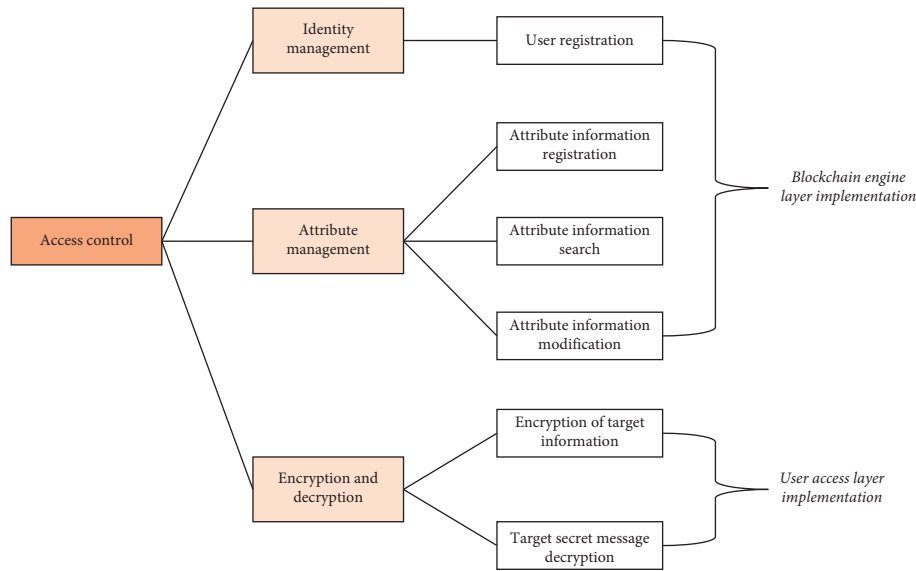 Identity
management
User registration
Attribute information
registration
Blockchain engine
layer implementation
Access control
Attribute
management
Attribute information
search
Attribute information
modification
Encryption of target
information
Encryption and
decryption
User access layer
implementation
Target secret message
decryption